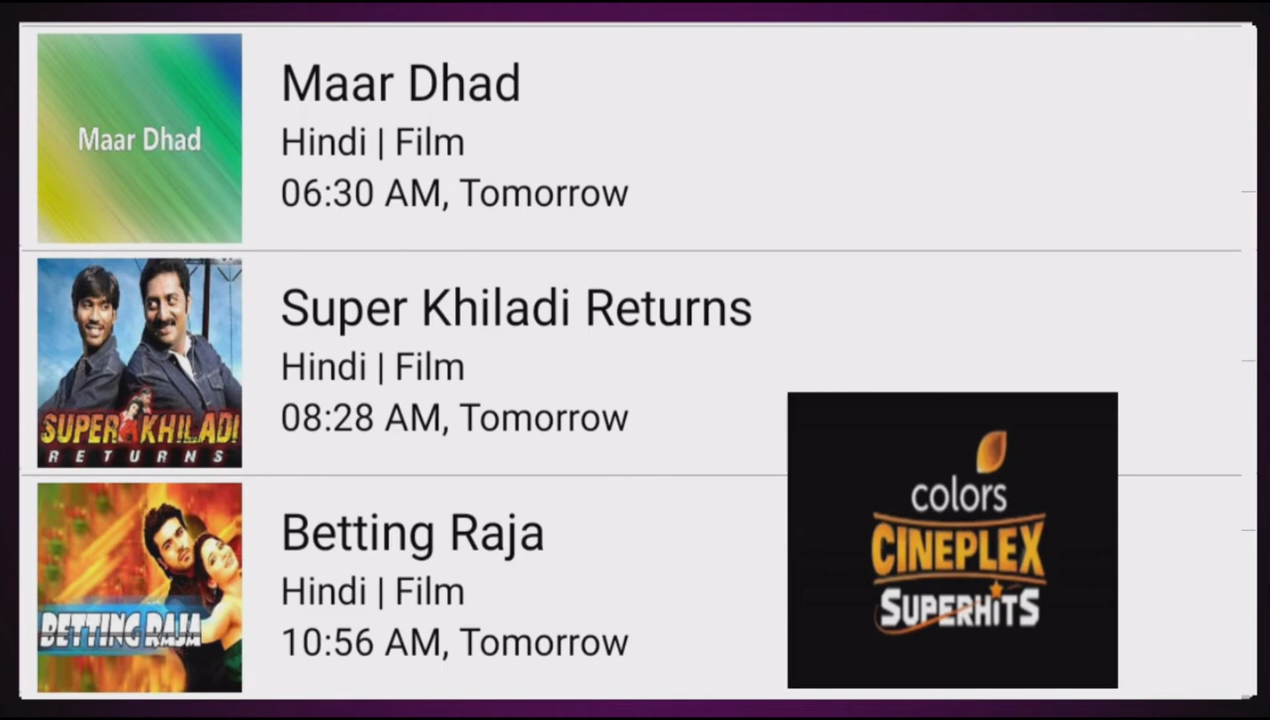 Maar Dhad
Maar Dhad
Hindi | Film
06:30 AM, Tomorrow
SUPER KHILADI
RETURNS
Super Khiladi Returns
Hindi | Film
08:28 AM, Tomorrow
BETTING RAJA
Betting Raja
Hindi | Film
10:56 AM, Tomorrow
colors
CINEPLEX
SUPERHITS